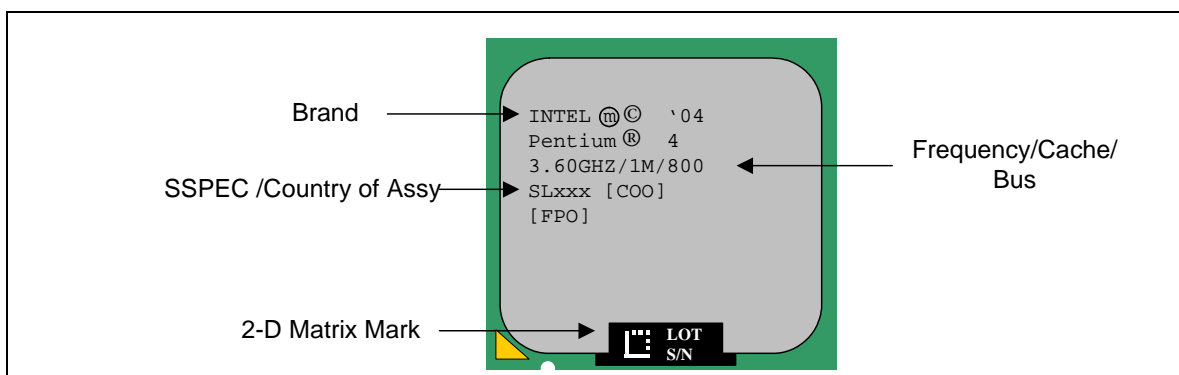 Brand
INTEL ⓜ© ‘04
Pentium ® 4
3.60GHZ/1M/800
Frequency/Cache/
Bus
SSPEC /Country of Assy
SLxxx [COO]
[FPO]
2-D Matrix Mark
LOT
S/N